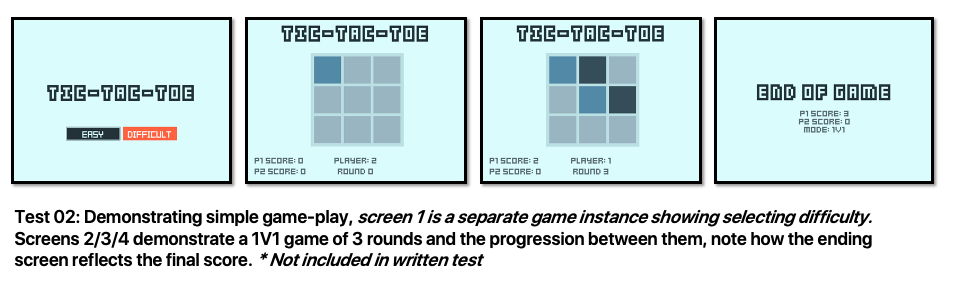 TIC-TAC-TOE
EASY DIFFICULT
TIC-TAC-TOE
P1 SCORE: 0 PLAYER: 2
P2 SCORE: 0 ROUND 0
TIC-TAC-TOE
P1 SCORE: 2 PLAYER: 1
P2 SCORE: 0 ROUND 3
END OF GAME
P1 SCORE: 3
P2 SCORE: 0
MODE: 1V1
Test 02: Demonstrating simple game-play, screen 1 is a separate game instance showing selecting difficulty.
Screens 2/3/4 demonstrate a 1V1 game of 3 rounds and the progression between them, note how the ending
screen reflects the final score. * Not included in written test